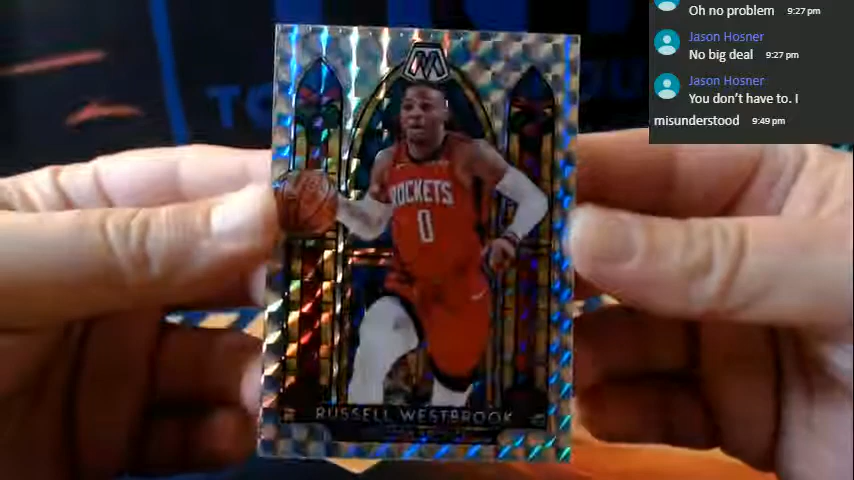 Oh no problem 9:27 pm
Jason Hosner
No big deal 9:27 pm
Jason Hosner
You don't have to. I
misunderstood 9:49 pm
M
ROCKETS
0
RUSSELL WESTBROOK